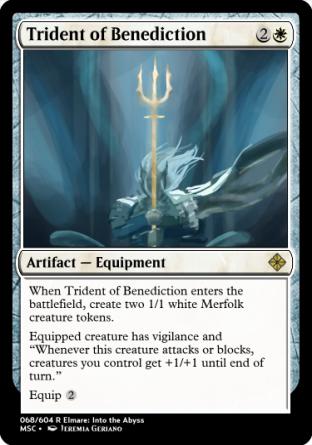 Trident of Benediction 2
Artifact — Equipment
When Trident of Benediction enters the
battlefield, create two 1/1 white Merfolk
creature tokens.
Equipped creature has vigilance and
“Whenever this creature attacks or blocks,
creatures you control get +1/+1 until end of
turn.”
Equip 2
068/604 R Elmare: Into the Abyss
MSC • Jeremia Geriano